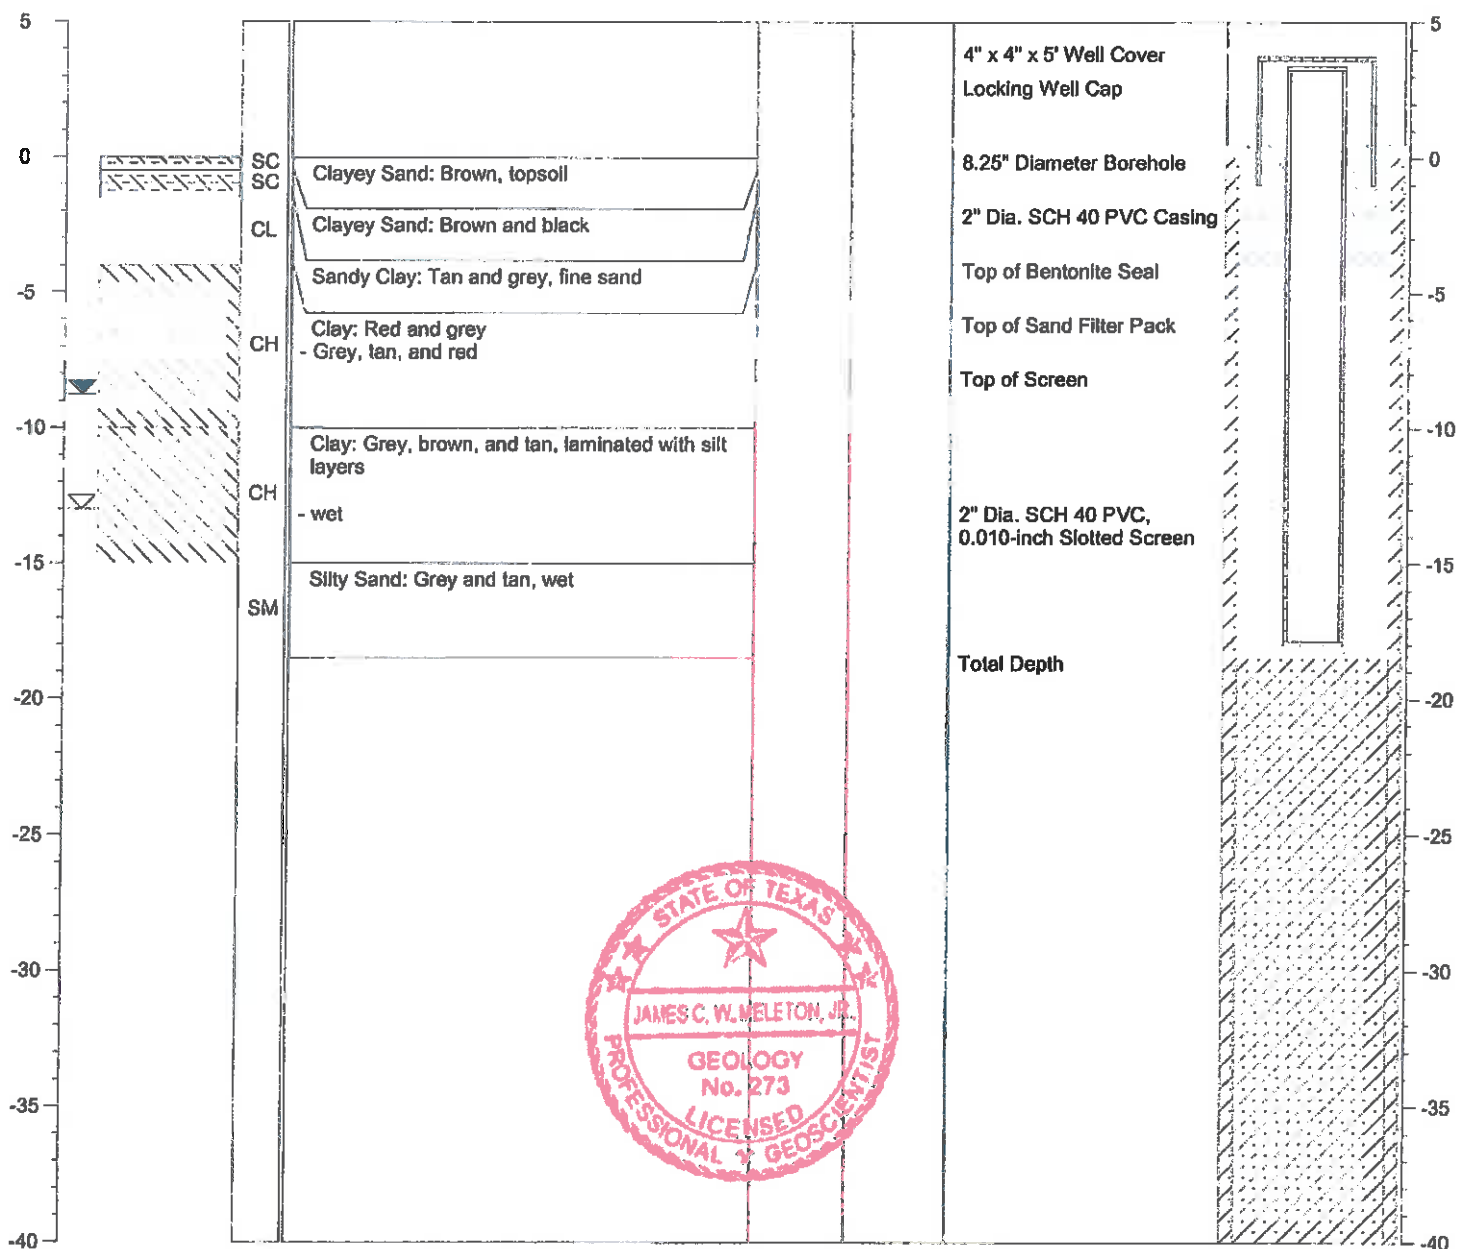 5
0
-5
-10
-15
-20
-25
-30
-35
-40
SC
SC
CL
CH
CH
SM
Clayey Sand: Brown, topsoil
Clayey Sand: Brown and black
Sandy Clay: Tan and grey, fine sand
Clay: Red and grey
- Grey, tan, and red
Clay: Grey, brown, and tan, laminated with silt
layers
- wet
Silty Sand: Grey and tan, wet
4" x 4" x 5' Well Cover
Locking Well Cap
8.25" Diameter Borehole
2" Dia. SCH 40 PVC Casing
Top of Bentonite Seal
Top of Sand Filter Pack
Top of Screen
2" Dia. SCH 40 PVC,
0.010-inch Slotted Screen
Total Depth
5
0
-5
-10
-15
-20
-25
-30
-35
-40
STATE OF TEXAS
JAMES C. W. MELETON, JR.
GEOLOGY
No. 273
LICENSED
PROFESSIONAL GEOSCIENTIST